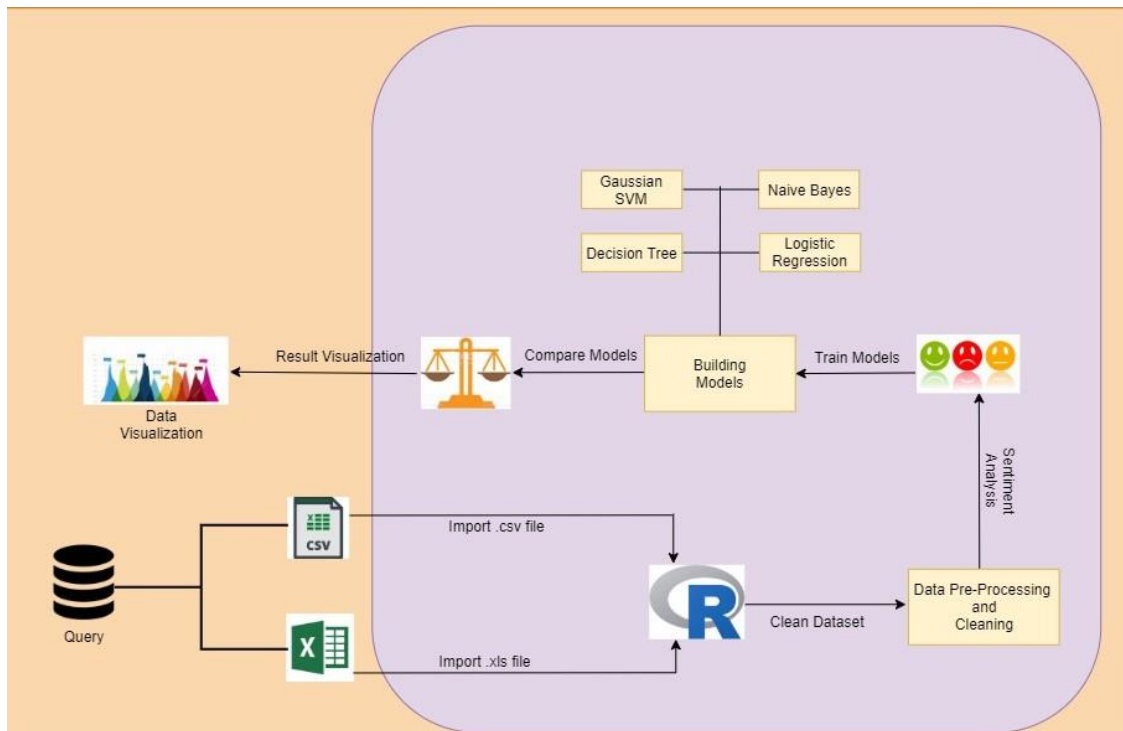 Gaussian
SVM
Naive Bayes
Decision Tree
Logistic
Regression
Result Visualization
Compare Models
Building
Models
Train Models
Data
Visualization
Sentiment
Analysis
CSV
Import .csv file
Query
X
Import .xls file
R
Clean Dataset
Data Pre-Processing
and
Cleaning